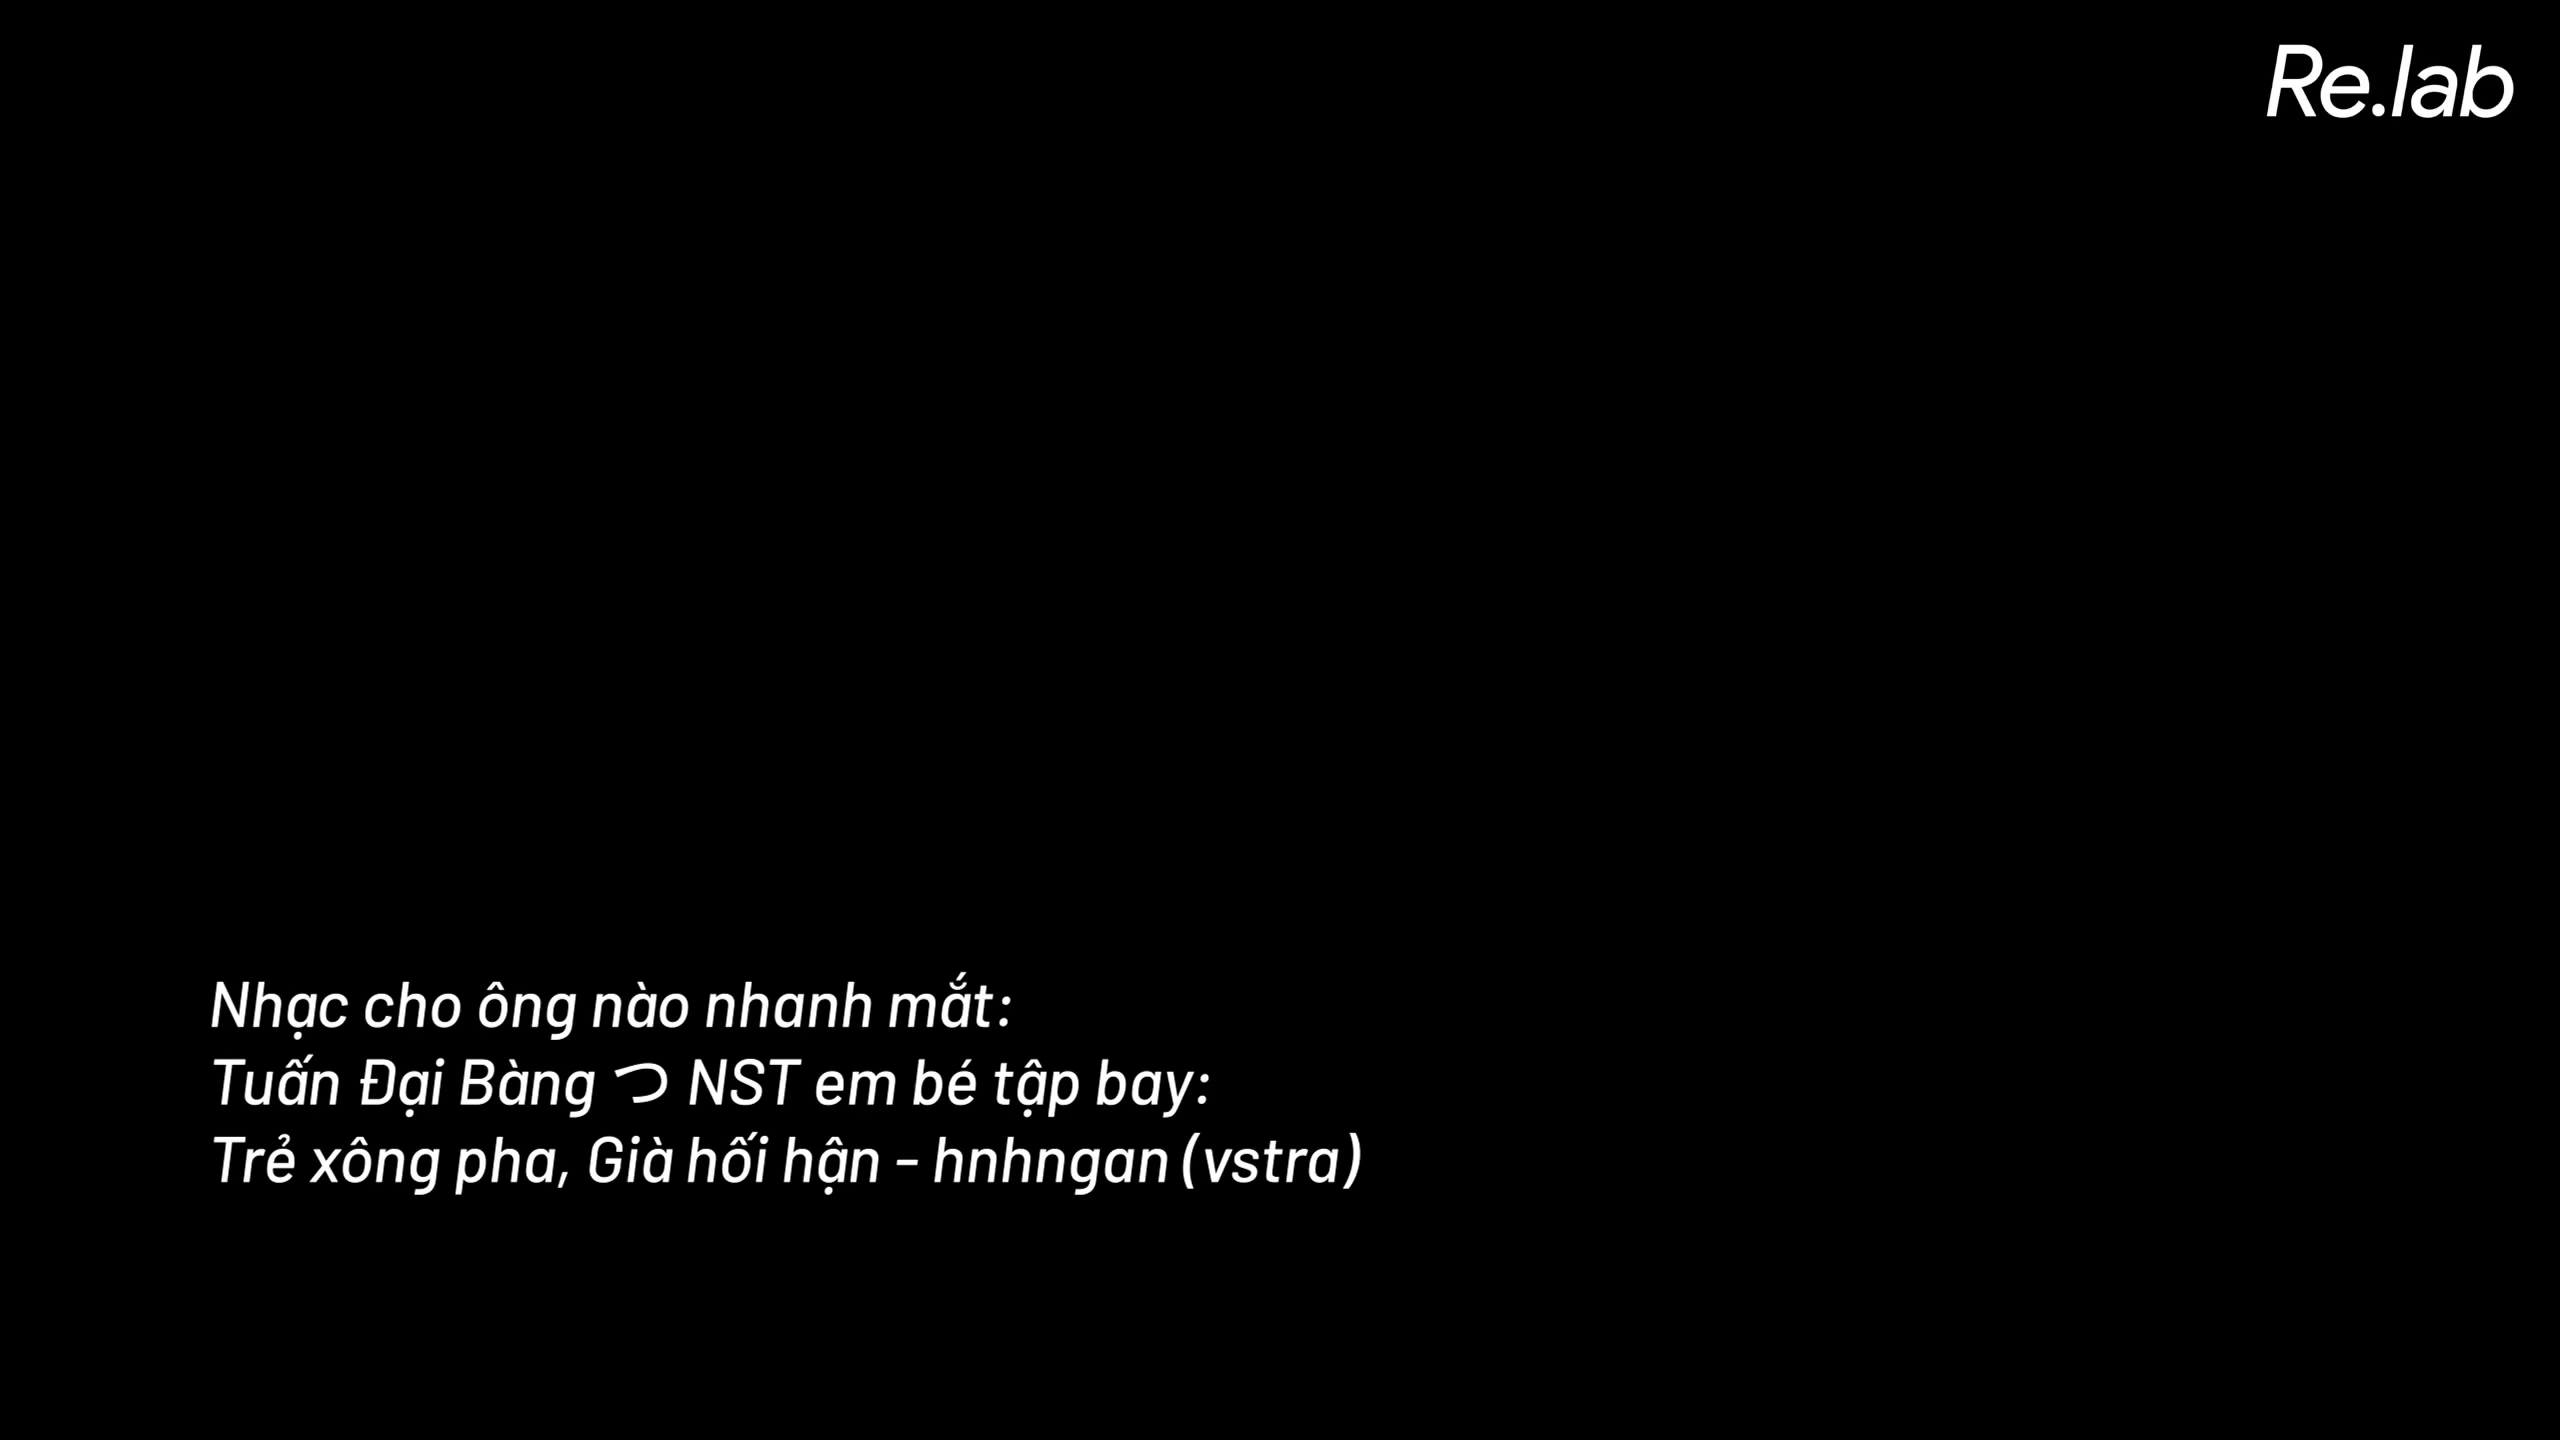 Re.lab
Nhạc cho ông nào nhanh mắt:
Tuấn Đại Bàng つ NST em bé tập bay:
Trẻ xông pha, Già hối hận - hnhngan (vstra)